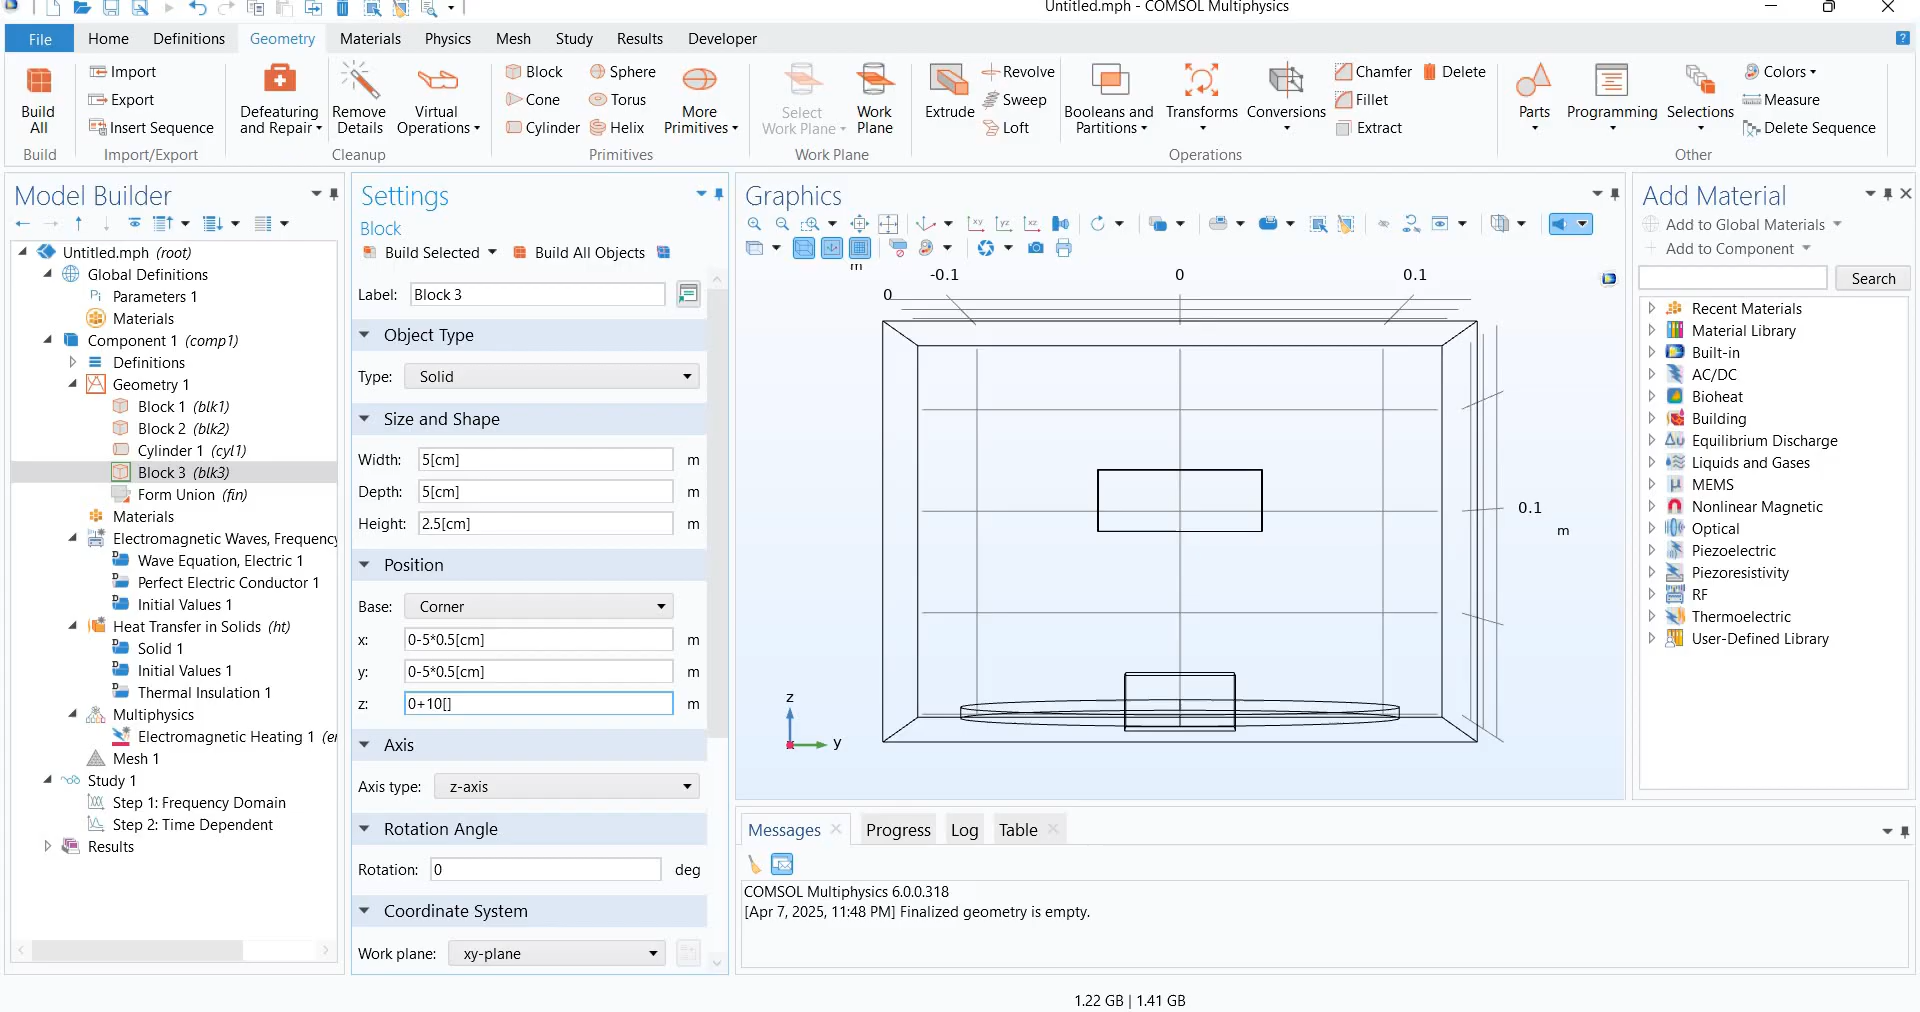 Untitled.mph - COMSOL Multiphysics
File Home Definitions Geometry Materials Physics Mesh Study Results Developer
Build All
Build
Import
Export
Insert Sequence
Import/Export
Defeaturing and Repair
Remove Details
Virtual Operations
Cleanup
Block
Cone
Cylinder
Sphere
Torus
Helix
More Primitives
Primitives
Select Work Plane
Work Plane
Work Plane
Extrude
Revolve
Sweep
Loft
Booleans and Partitions
Transforms
Conversions
Chamfer
Fillet
Extract
Delete
Operations
Parts
Programming
Selections
Colors
Measure
Delete Sequence
Other
Model Builder
Untitled.mph (root)
Global Definitions
Pi Parameters 1
Materials
Component 1 (comp1)
Definitions
Geometry 1
Block 1 (blk1)
Block 2 (blk2)
Cylinder 1 (cyl1)
Block 3 (blk3)
Form Union (fin)
Materials
Electromagnetic Waves, Frequency
Wave Equation, Electric 1
Perfect Electric Conductor 1
Initial Values 1
Heat Transfer in Solids (ht)
Solid 1
Initial Values 1
Thermal Insulation 1
Multiphysics
Electromagnetic Heating 1 (e
Mesh 1
Study 1
Step 1: Frequency Domain
Step 2: Time Dependent
Results
Settings
Block
Build Selected Build All Objects
Label: Block 3
Object Type
Type: Solid
Size and Shape
Width: 5[cm] m
Depth: 5[cm] m
Height: 2.5[cm] m
Position
Base: Corner
x: 0-5*0.5[cm] m
y: 0-5*0.5[cm] m
z: 0+10[] m
Axis
Axis type: z-axis
Rotation Angle
Rotation: 0 deg
Coordinate System
Work plane: xy-plane
Graphics
xy yz xz
m -0.1 0 0.1
0
0.1
m
z
y
Messages Progress Log Table
COMSOL Multiphysics 6.0.0.318
[Apr 7, 2025, 11:48 PM] Finalized geometry is empty.
Add Material
Add to Global Materials
Add to Component
Search
Recent Materials
Material Library
Built-in
AC/DC
Bioheat
Building
Equilibrium Discharge
Liquids and Gases
MEMS
Nonlinear Magnetic
Optical
Piezoelectric
Piezoresistivity
RF
Thermoelectric
User-Defined Library
1.22 GB | 1.41 GB